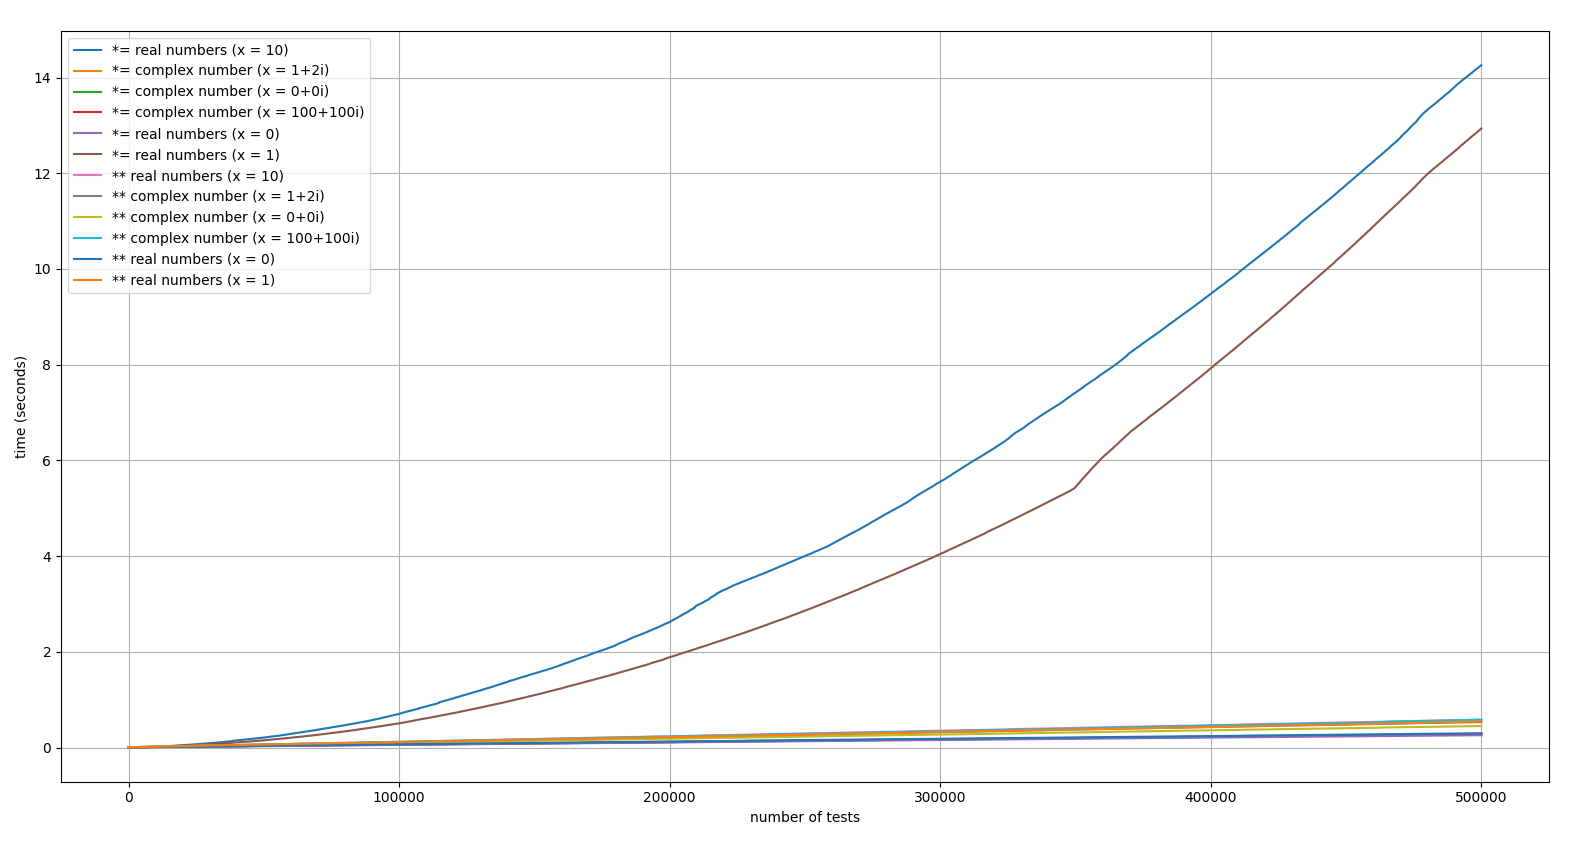 *= real numbers (x = 10)
*= complex number (x = 1+2i)
*= complex number (x = 0+0i)
*= complex number (x = 100+100i)
*= real numbers (x = 0)
*= real numbers (x = 1)
** real numbers (x = 10)
** complex number (x = 1+2i)
** complex number (x = 0+0i)
** complex number (x = 100+100i)
** real numbers (x = 0)
** real numbers (x = 1)
time (seconds)
14
12
10
8
6
4
2
0
0 100000 200000 300000 400000 500000
number of tests